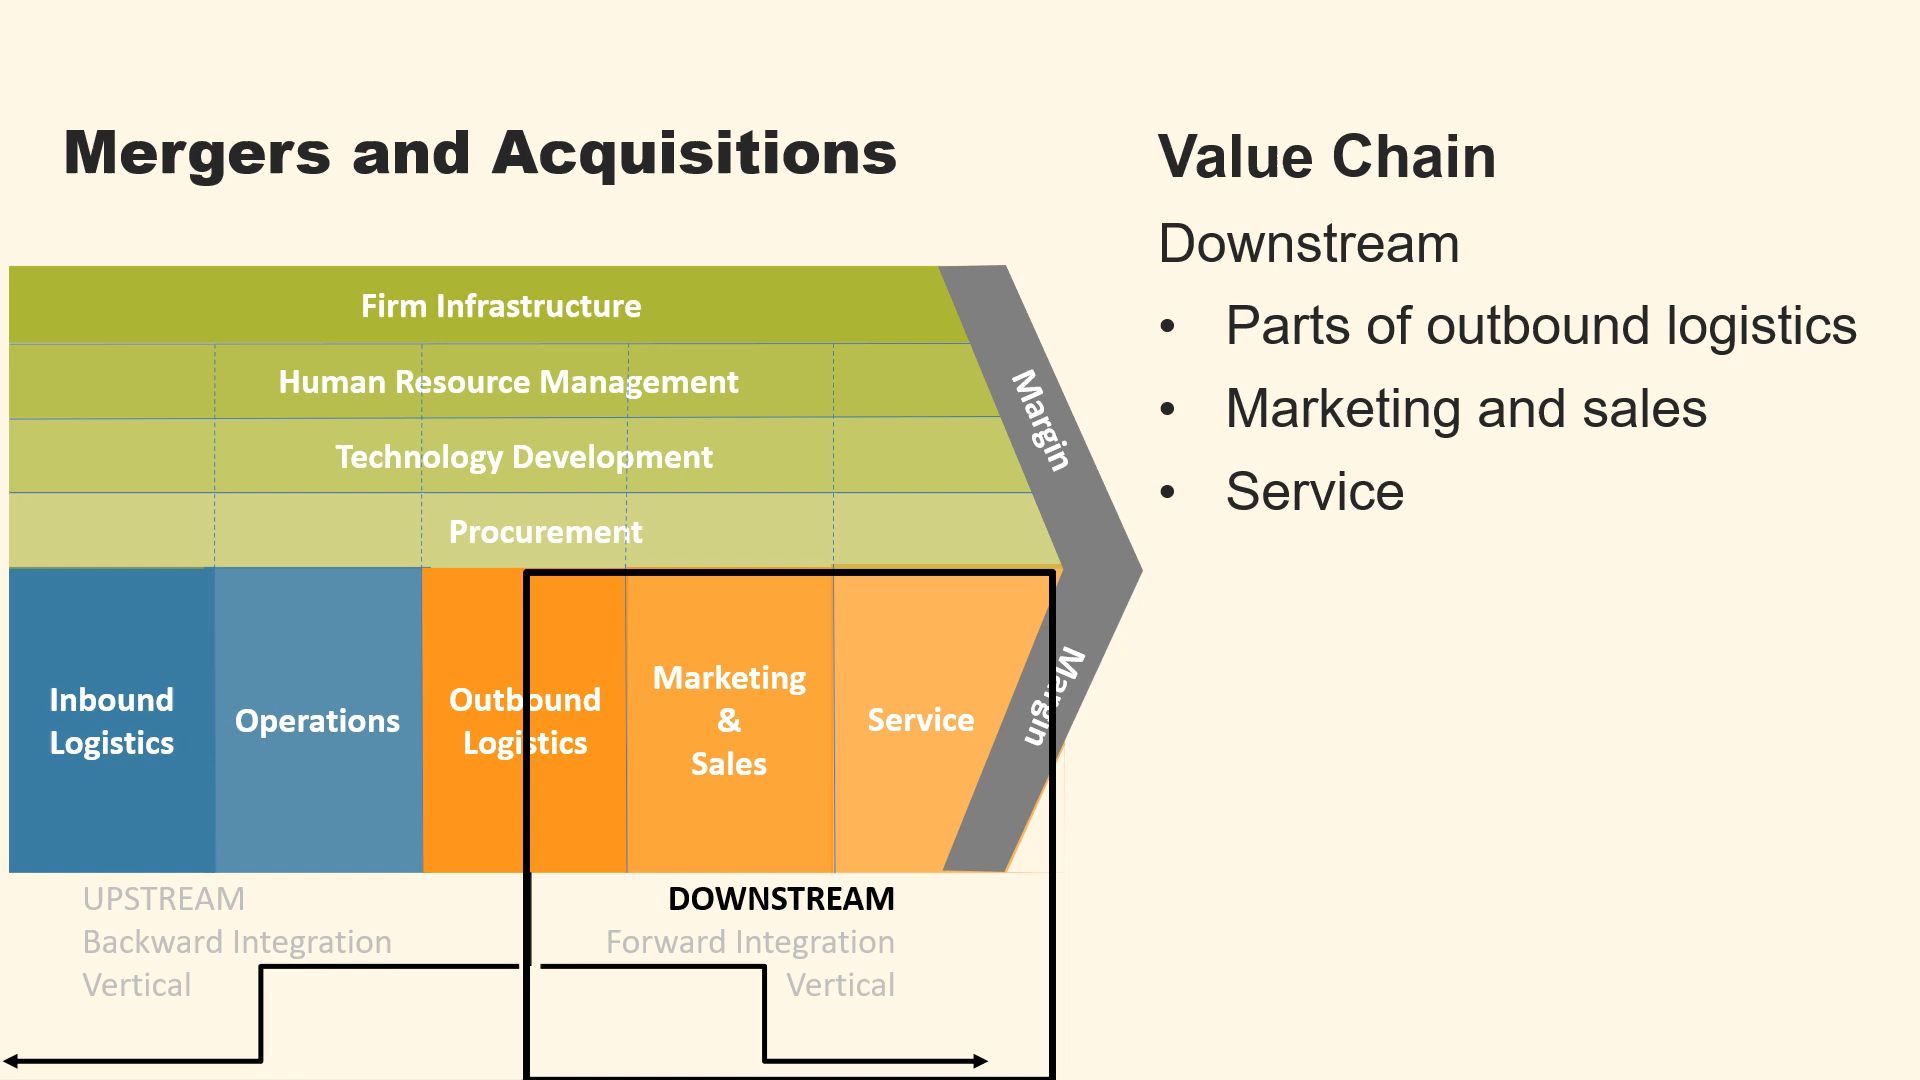 Mergers and Acquisitions
Firm Infrastructure
Human Resource Management
Technology Development
Procurement
Margin
Inbound
Logistics
Operations
Outbound
Logistics
Marketing
&
Sales
Service
Margin
UPSTREAM
Backward Integration
Vertical
DOWNSTREAM
Forward Integration
Vertical
Value Chain
Downstream
• Parts of outbound logistics
• Marketing and sales
• Service